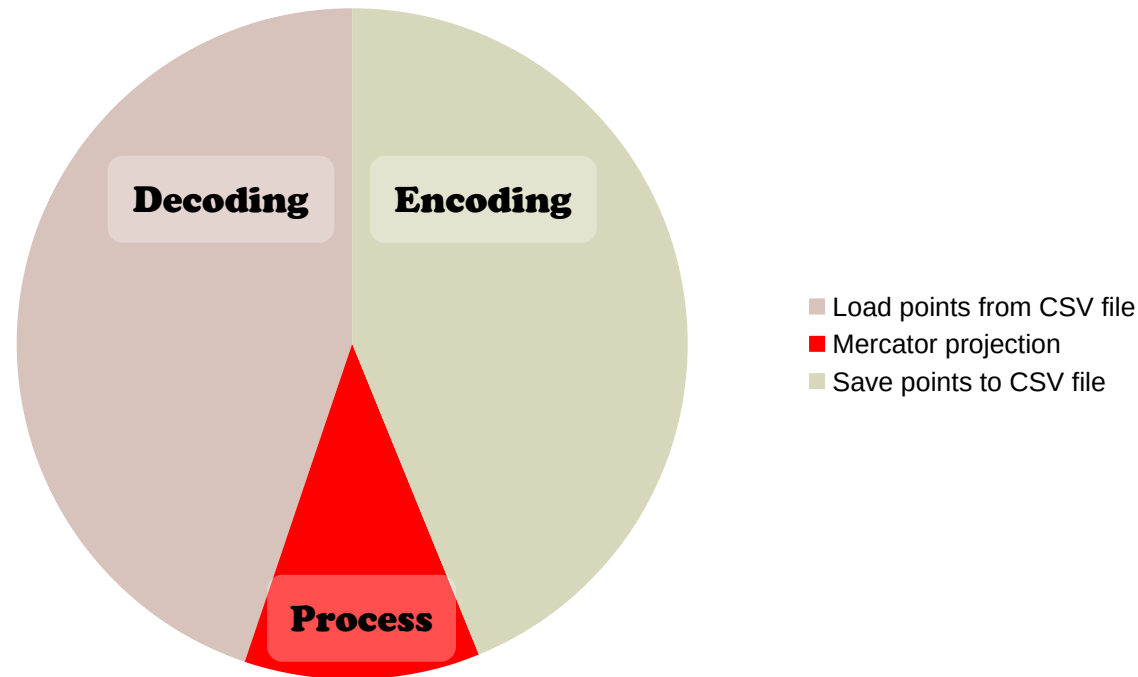 Decoding
Encoding
Process
Load points from CSV file
Mercator projection
Save points to CSV file